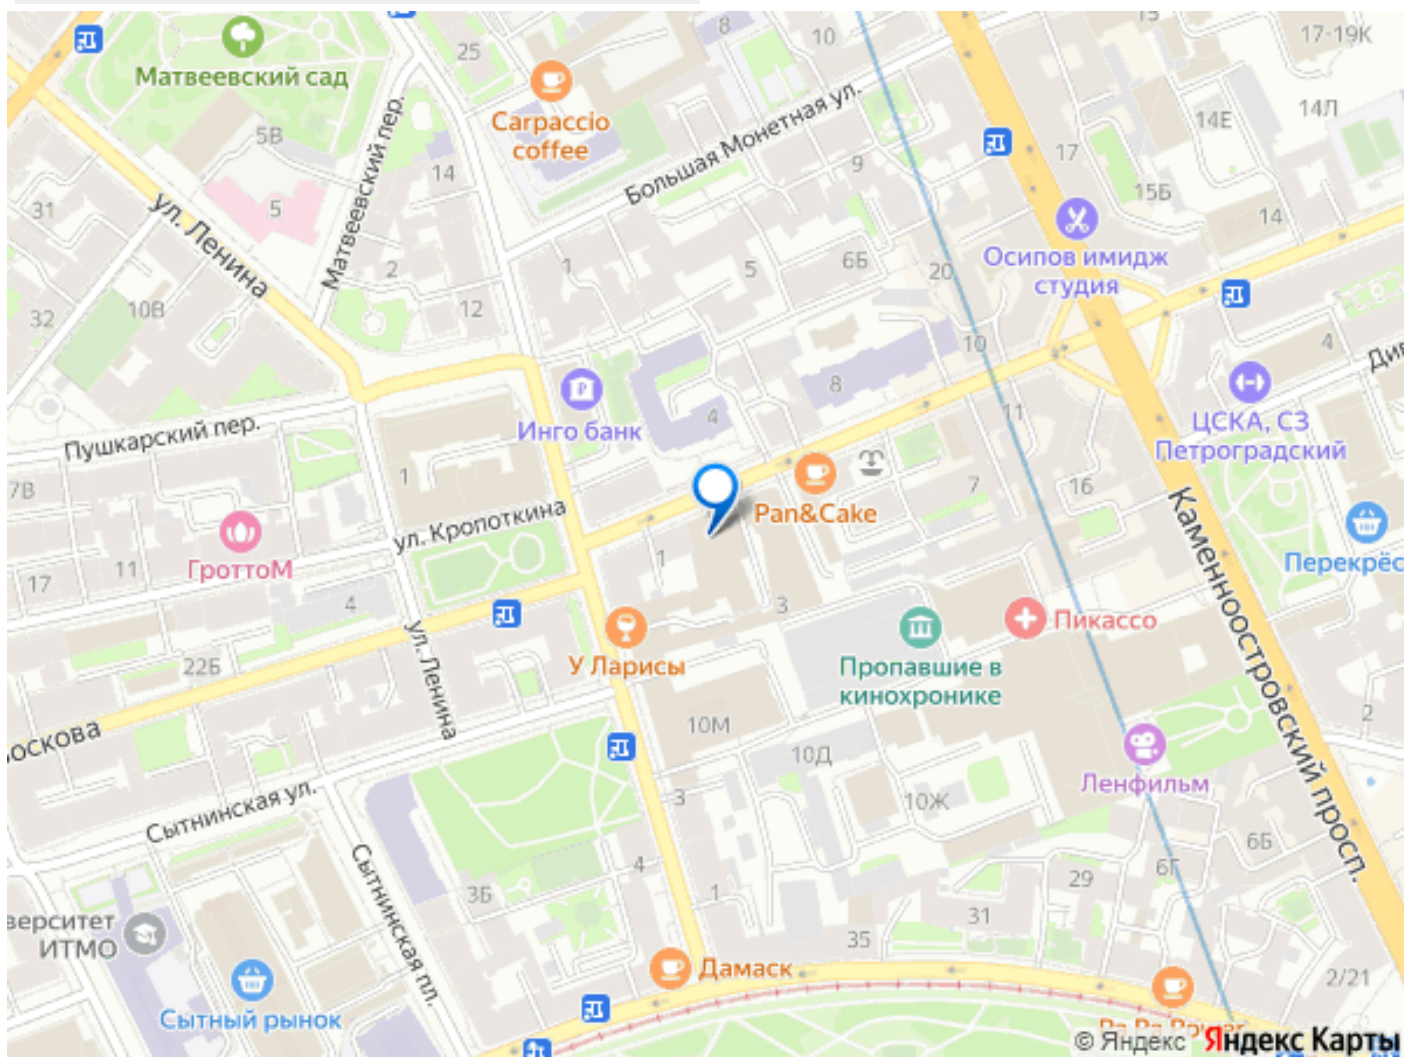 8
10
15
17-19К
25
Матвеевский сад
Carpaccio
coffee
Большая Монетная ул.
14Е
14Л
5В
Матвеевский пер.
9
17
14
15Б
31
ул. Ленина
5
14
Осипов имидж
студия
2
1
5
6Б
20
10В
12
32
10
4
Инго банк
8
4
11
ЦСКА, СЗ
Петроградский
Пушкарский пер.
7В
1
7
16
Pan&Cake
ул. Кропоткина
Каменноостровский просп.
ГроттоМ
17
11
1
4
3
Перекрёс
Пикассо
У Ларисы
Пропавшие в
кинохронике
22Б
ул. Ленина
10М
2
10Д
Ленфильм
Сытнинская ул.
3
10Ж
6Б
4
6Г
29
3Б
1
31
Сытнинская пл.
верситет
ИТМО
35
Дамаск
2/21
Сытный рынок
© Яндекс
Яндекс Карты